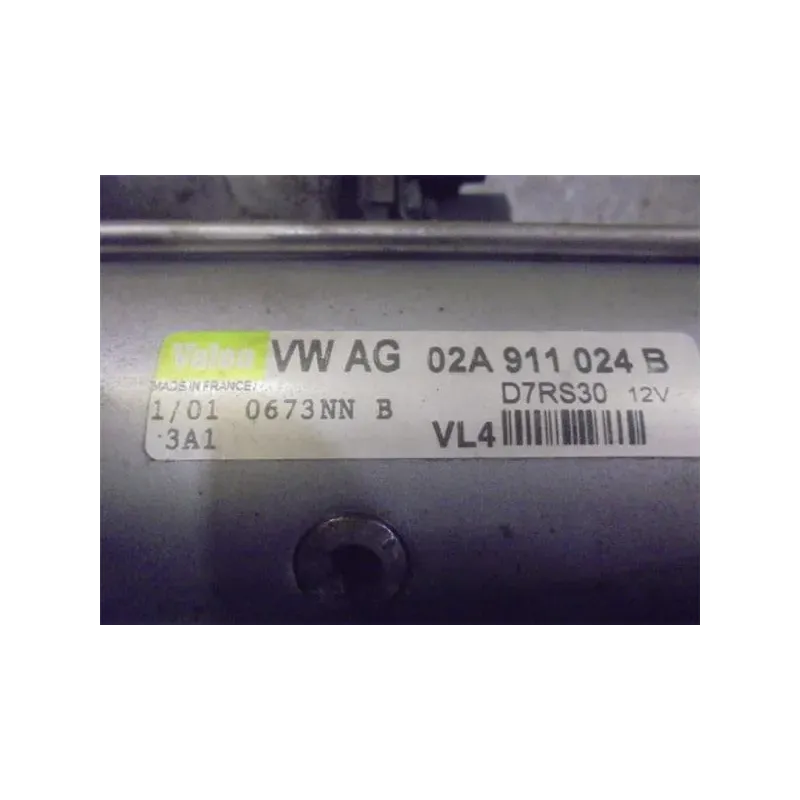 Valeo VW AG 02A 911 024 B
MADE IN FRANCE
D7RS30 12V
1/01 0673NN B
3A1
VL4